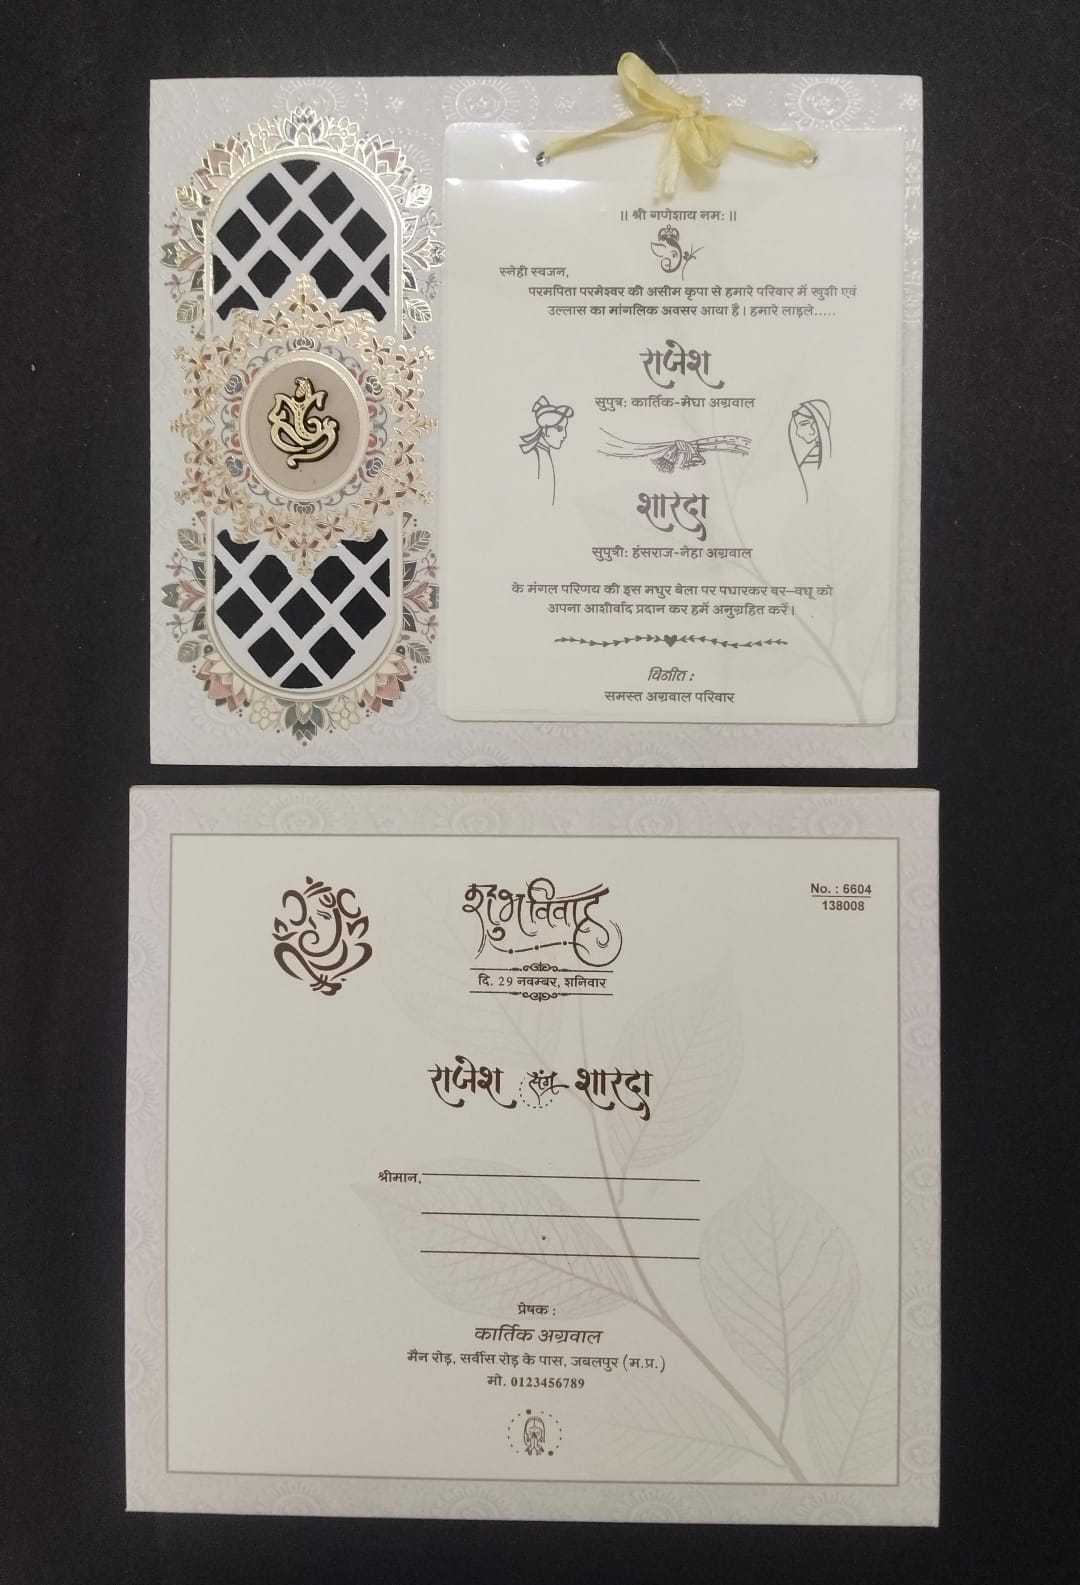 ॥ श्री गणेशाय नम: ॥
स्नेही स्वजन,
परमपिता परमेश्वर की असीम कृपा से हमारे परिवार में खुशी एवं
उल्लास का मांगलिक अवसर आया है। हमारे लाड़ले.....
राजेश
सुपुत्र: कार्तिक-मेघा अग्रवाल
शारदा
सुपुत्री: हंसराज-नेहा अग्रवाल
के मंगल परिणय की इस मधुर बेला पर पधारकर वर–वधू को
अपना आशीर्वाद प्रदान कर हमें अनुग्रहित करें।
विनीत :
समस्त अग्रवाल परिवार
शुभ विवाह
No. : 6604
138008
दि. 29 नवम्बर, शनिवार
राजेश संग शारदा
श्रीमान,
प्रेषक :
कार्तिक अग्रवाल
मैन रोड़, सर्वीस रोड़ के पास, जबलपुर (म.प्र.)
मो. 0123456789